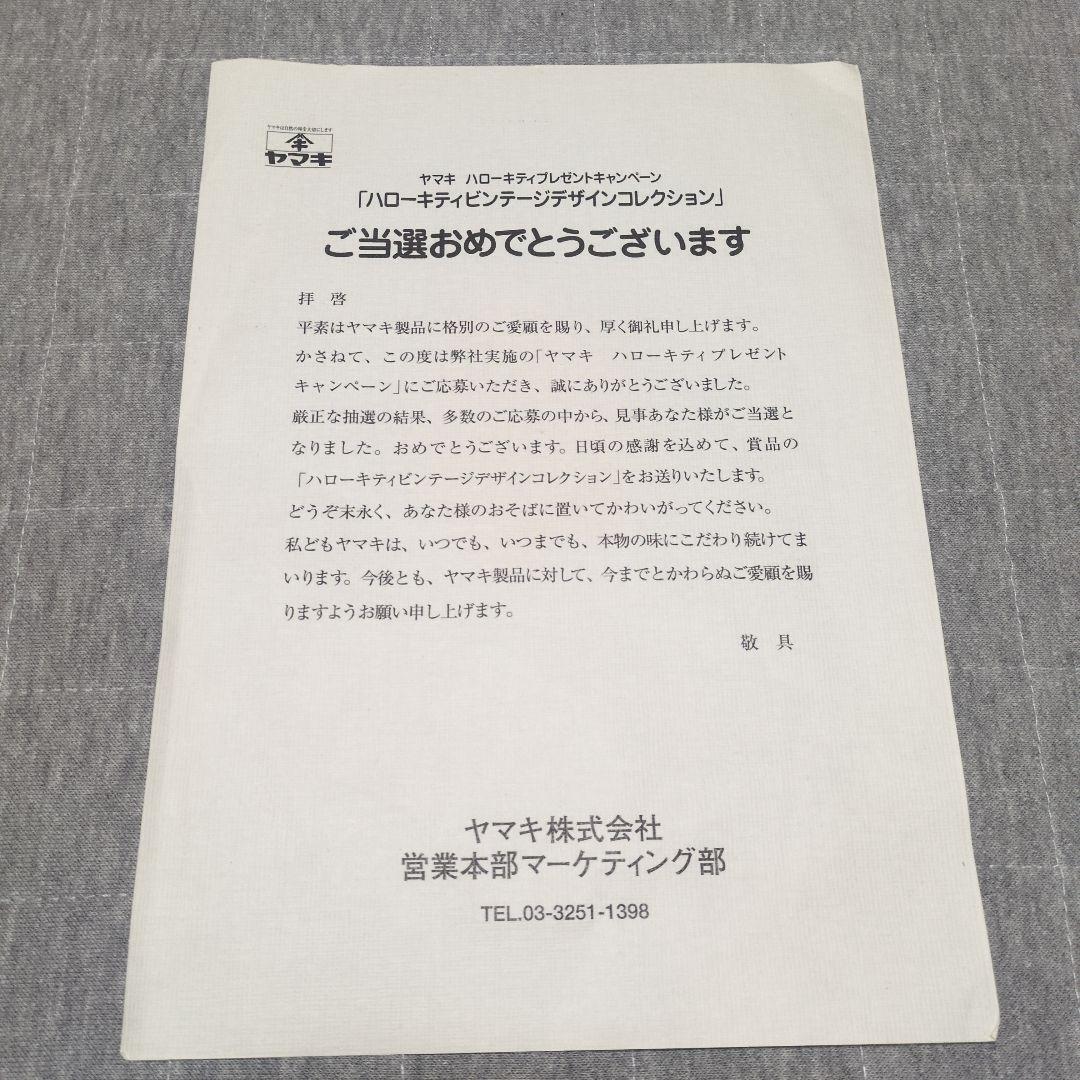 ヤマキは自然の味を大切にします
ヤマキ
ヤマキ ハローキティプレゼントキャンペーン
「ハローキティビンテージデザインコレクション」
ご当選おめでとうございます
拝 啓
平素はヤマキ製品に格別のご愛顧を賜り、厚く御礼申し上げます。
かさねて、この度は弊社実施の「ヤマキ ハローキティプレゼント
キャンペーン」にご応募いただき、誠にありがとうございました。
厳正な抽選の結果、多数のご応募の中から、見事あなた様がご当選と
なりました。おめでとうございます。日頃の感謝を込めて、賞品の
「ハローキティビンテージデザインコレクション」をお送りいたします。
どうぞ末永く、あなた様のおそばに置いてかわいがってください。
私どもヤマキは、いつでも、いつまでも、本物の味にこだわり続けてま
いります。今後とも、ヤマキ製品に対して、今までとかわらぬご愛顧を賜
りますようお願い申し上げます。
敬 具
ヤマキ株式会社
営業本部マーケティング部
TEL.03-3251-1398